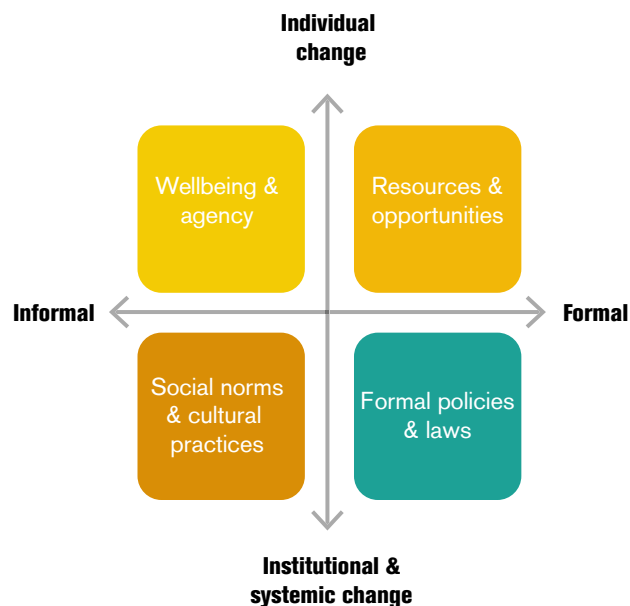 Individual
change
Wellbeing &
agency
Resources &
opportunities
Informal
Formal
Social norms
& cultural
practices
Formal policies
& laws
Institutional &
systemic change